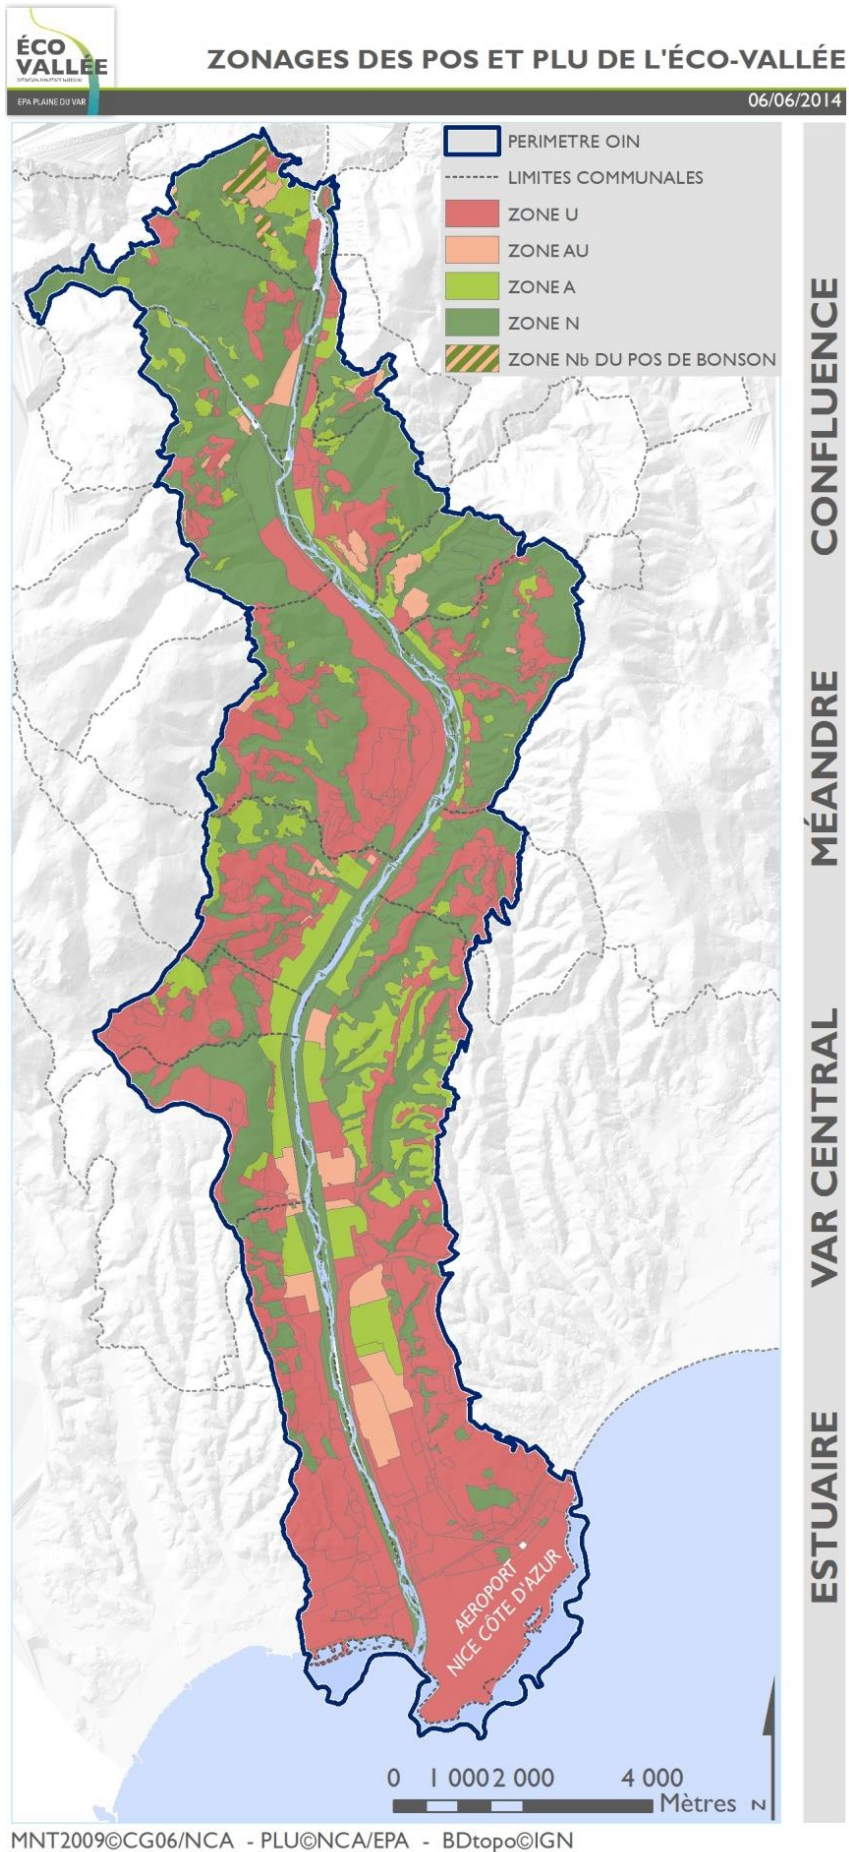 ÉCO
VALLÉE
EPA PLAINE DU VAR
ZONAGES DES POS ET PLU DE L'ÉCO-VALLÉE
06/06/2014
PERIMETRE OIN
LIMITES COMMUNALES
ZONE U
ZONE AU
ZONE A
ZONE N
ZONE Nb DU POS DE BONSON
CONFLUENCE
MÉANDRE
VAR CENTRAL
ESTUAIRE
AEROPORT
NICE CÔTE D'AZUR
0 1 000 2 000 4 000
Mètres N
MNT2009©CG06/NCA - PLU©NCA/EPA - BDtopo©IGN